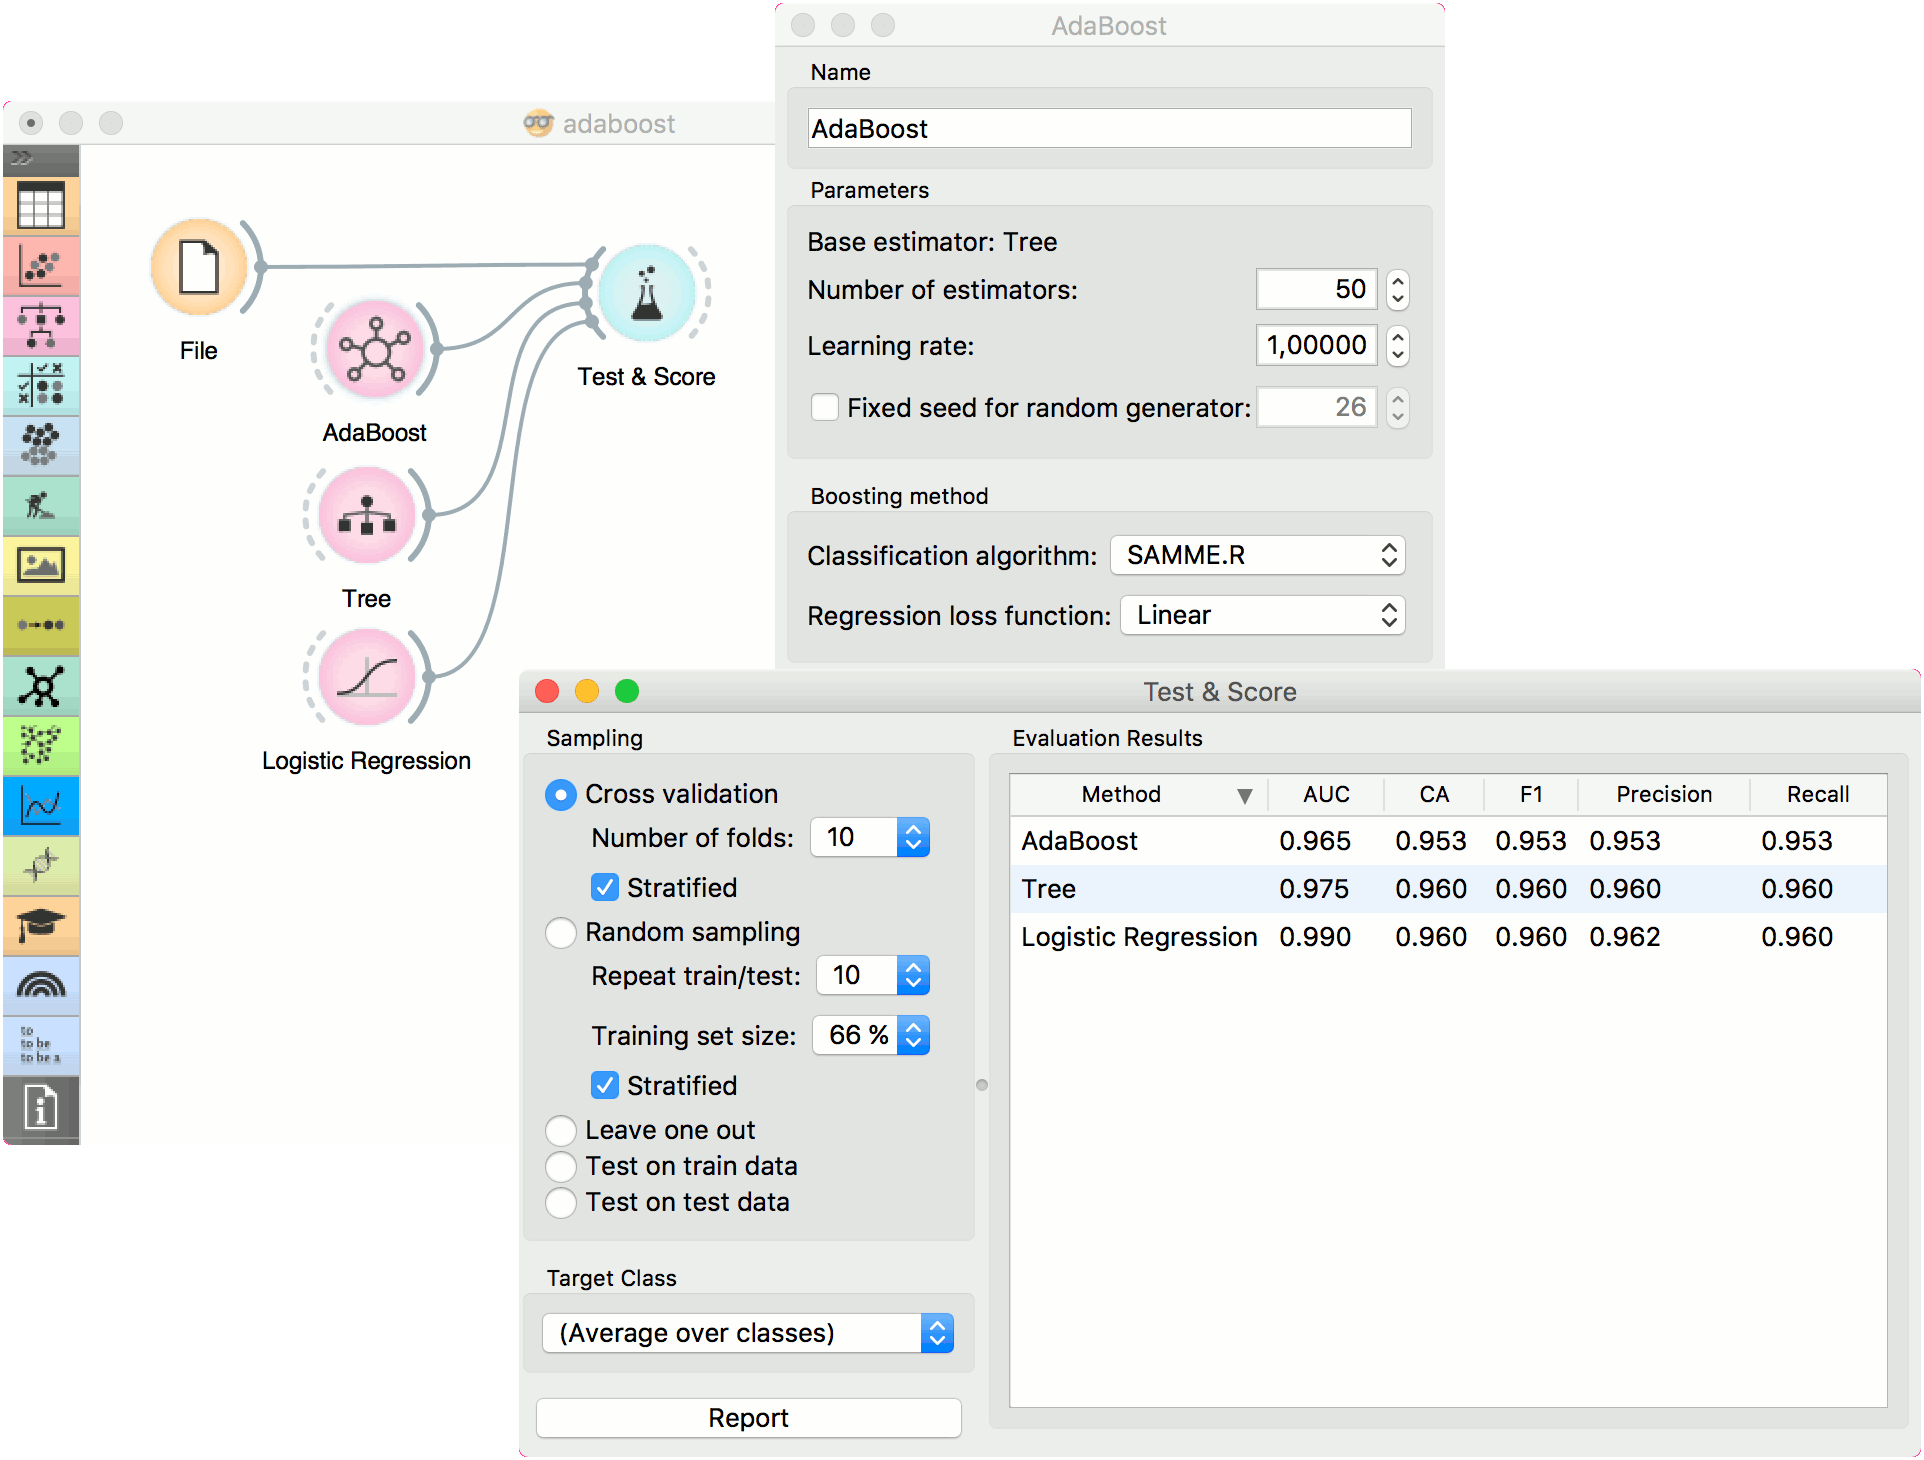 AdaBoost
Name
AdaBoost
Parameters
Base estimator: Tree
Number of estimators: 50
Learning rate: 1,00000
Fixed seed for random generator: 26
Boosting method
Classification algorithm: SAMME.R
Regression loss function: Linear
adaboost
File
AdaBoost
Tree
Logistic Regression
Test & Score
to
to be
to be a
Test & Score
Sampling
Cross validation
Number of folds: 10
Stratified
Random sampling
Repeat train/test: 10
Training set size: 66 %
Stratified
Leave one out
Test on train data
Test on test data
Target Class
(Average over classes)
Report
Evaluation Results
Method AUC CA F1 Precision Recall
AdaBoost 0.965 0.953 0.953 0.953 0.953
Tree 0.975 0.960 0.960 0.960 0.960
Logistic Regression 0.990 0.960 0.960 0.962 0.960